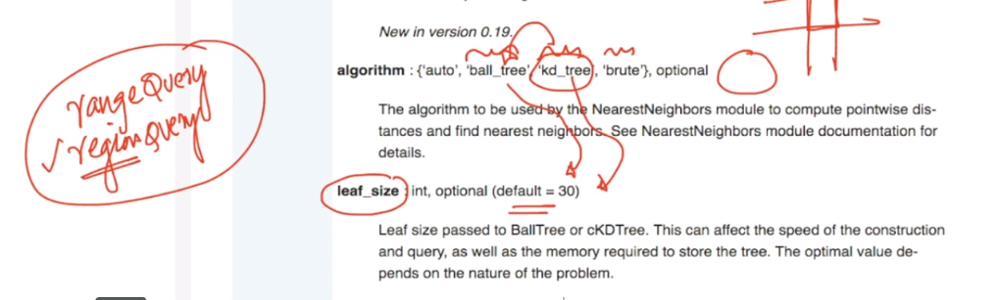 New in version 0.19.
algorithm : {'auto', 'ball_tree', 'kd_tree', 'brute'}, optional
rangeQuery
regionQuery
The algorithm to be used by the NearestNeighbors module to compute pointwise dis-
tances and find nearest neighbors. See NearestNeighbors module documentation for
details.
leaf_size : int, optional (default = 30)
Leaf size passed to BallTree or cKDTree. This can affect the speed of the construction
and query, as well as the memory required to store the tree. The optimal value de-
pends on the nature of the problem.